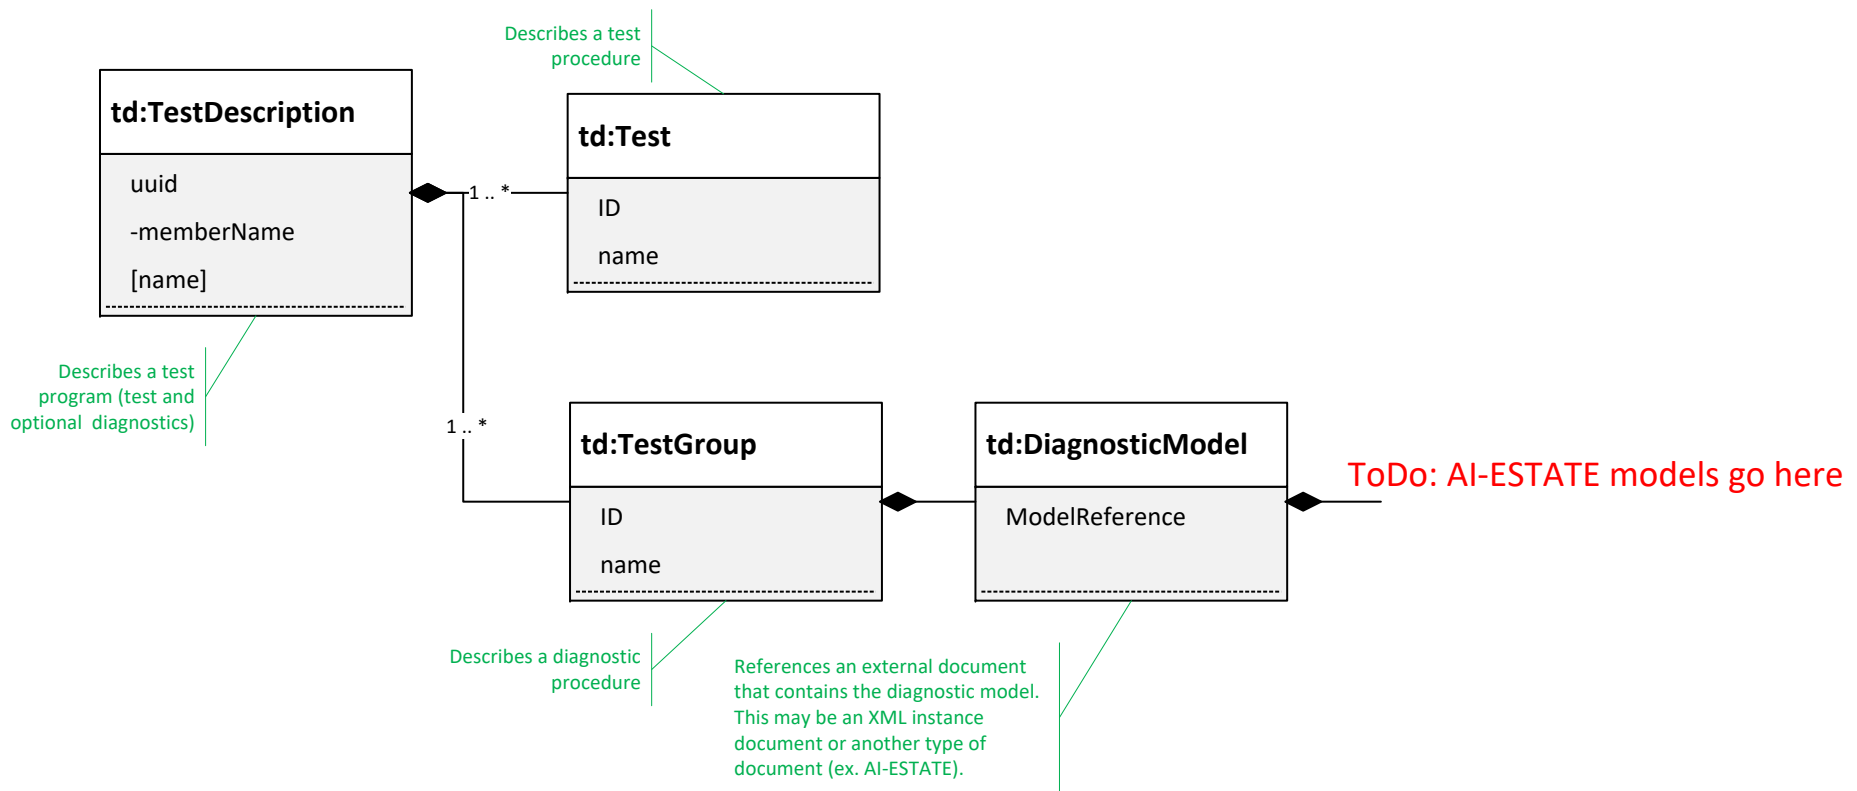 Describes a test
procedure
td:TestDescription
uuid
-memberName
[name]
td:Test
ID
name
1 .. *
Describes a test
program (test and
optional  diagnostics)
1 .. *
td:TestGroup
ID
name
td:DiagnosticModel
ModelReference
ToDo: AI-ESTATE models go here
Describes a diagnostic
procedure
References an external document
that contains the diagnostic model.
This may be an XML instance
document or another type of
document (ex. AI-ESTATE).